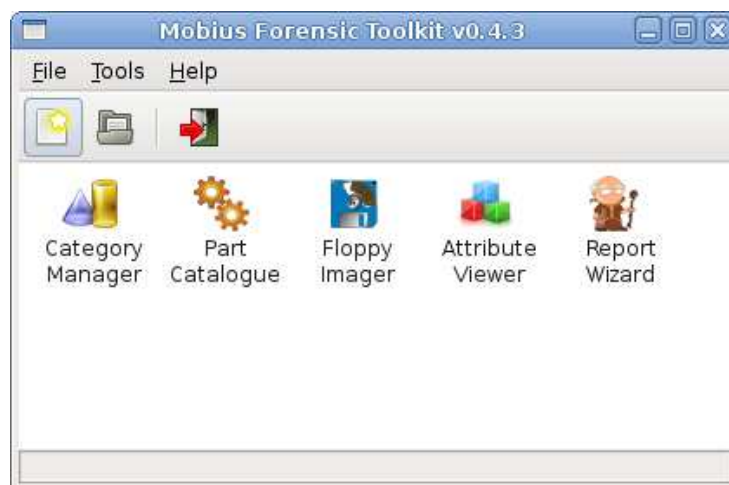 Mobius Forensic Toolkit v0.4.3
File Tools Help
Category Manager
Part Catalogue
Floppy Imager
Attribute Viewer
Report Wizard